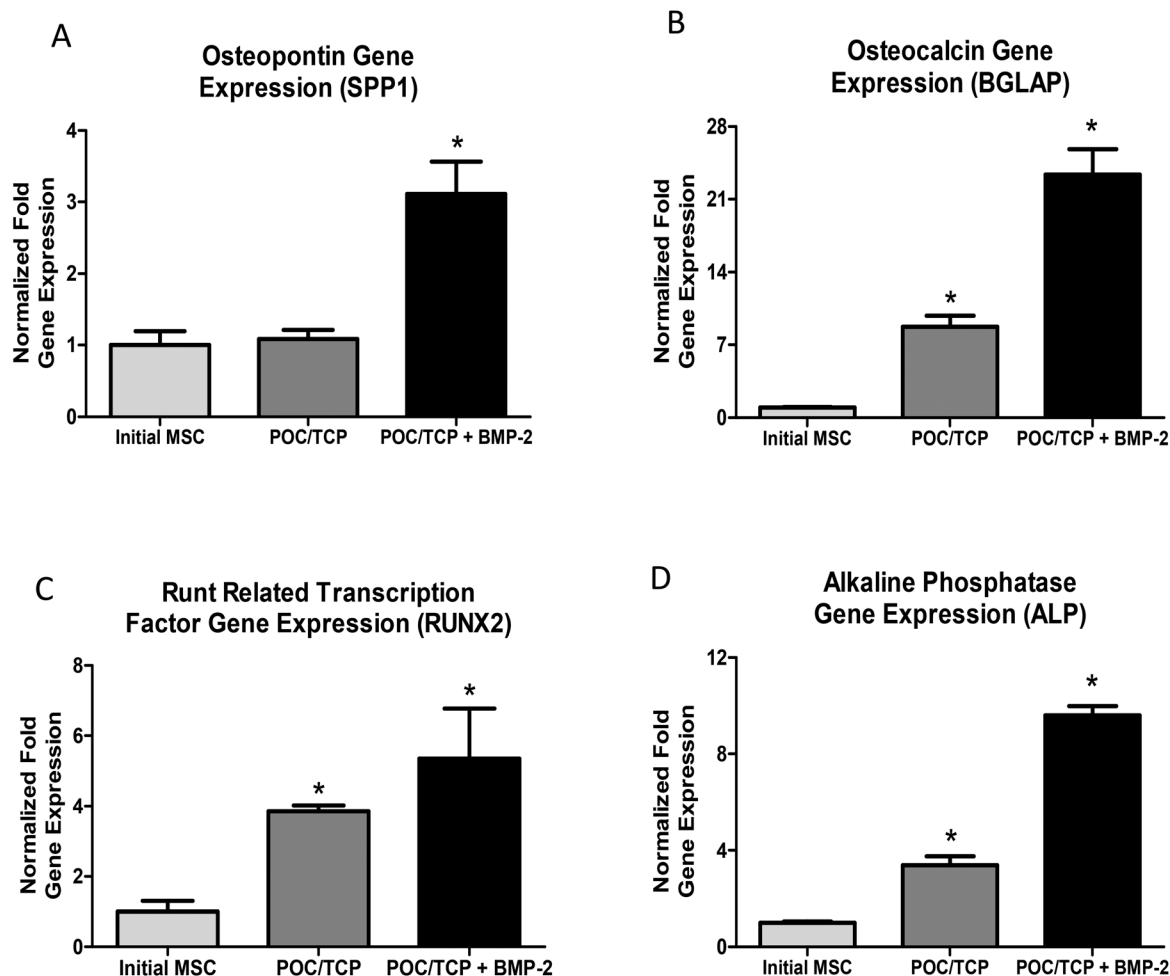 A
Osteopontin Gene
Expression (SPP1)
Normalized Fold
Gene Expression
4
3
2
1
0
*
Initial MSC
POC/TCP
POC/TCP + BMP-2
B
Osteocalcin Gene
Expression (BGLAP)
Normalized Fold
Gene Expression
28
21
14
7
0
*
*
Initial MSC
POC/TCP
POC/TCP + BMP-2
C
Runt Related Transcription
Factor Gene Expression (RUNX2)
Normalized Fold
Gene Expression
8
6
4
2
0
*
*
Initial MSC
POC/TCP
POC/TCP + BMP-2
D
Alkaline Phosphatase
Gene Expression (ALP)
Normalized Fold
Gene Expression
12
8
4
0
*
*
Initial MSC
POC/TCP
POC/TCP + BMP-2